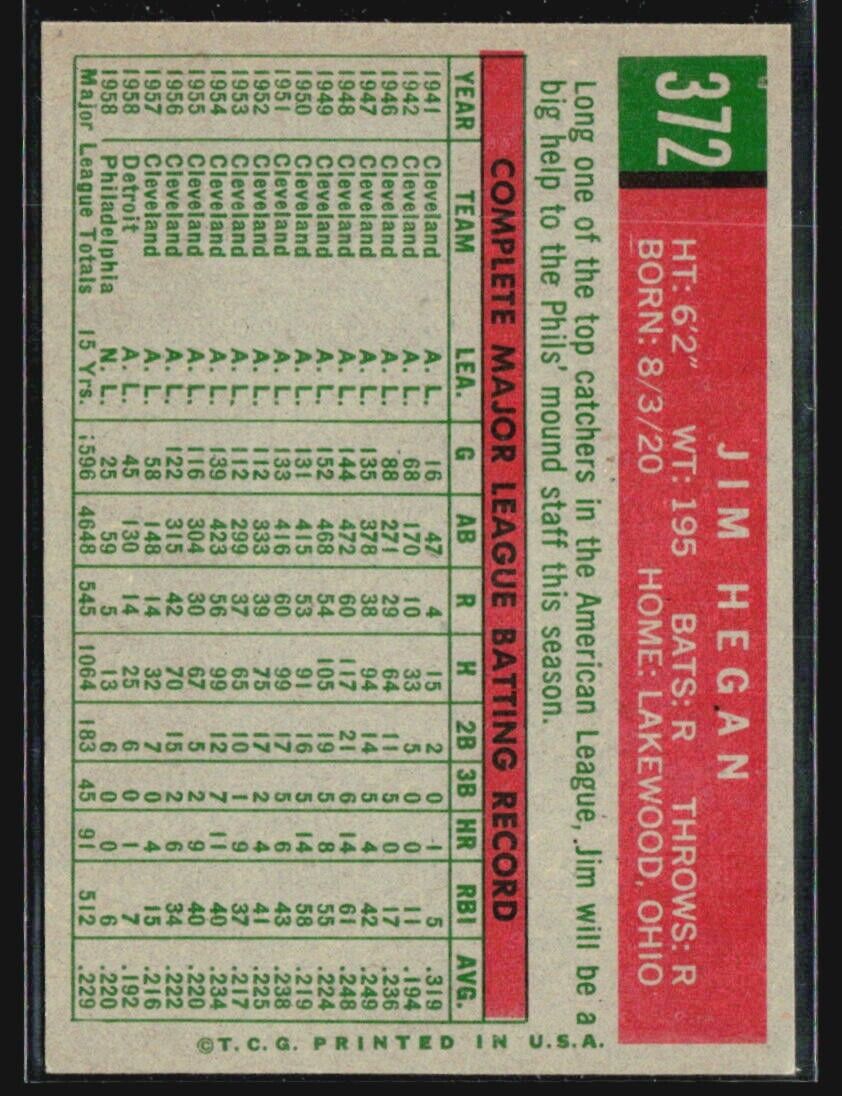 372
JIM HEGAN
HT: 6'2" WT: 195 BATS: R THROWS: R
BORN: 8/3/20 HOME: LAKEWOOD, OHIO
Long one of the top catchers in the American League, Jim will be a
big help to the Phils' mound staff this season.
COMPLETE MAJOR LEAGUE BATTING RECORD
YEAR TEAM LEA. G AB R H 2B 3B HR RBI AVG.
1941 Cleveland A. L. 16 47 4 15 2 0 1 5 .319
1942 Cleveland A. L. 68 170 10 33 5 0 0 11 .194
1946 Cleveland A. L. 88 271 29 64 11 5 0 17 .236
1947 Cleveland A. L. 135 378 38 94 14 5 4 42 .249
1948 Cleveland A. L. 144 472 60 117 21 6 14 61 .248
1949 Cleveland A. L. 152 468 54 105 19 5 8 55 .224
1950 Cleveland A. L. 131 415 53 91 16 5 14 58 .219
1951 Cleveland A. L. 133 416 60 99 17 5 6 43 .238
1952 Cleveland A. L. 112 333 39 75 17 2 4 41 .225
1953 Cleveland A. L. 112 299 37 65 10 1 9 37 .217
1954 Cleveland A. L. 139 423 56 99 12 7 11 40 .234
1955 Cleveland A. L. 116 304 30 67 5 2 9 40 .220
1956 Cleveland A. L. 122 315 42 70 15 2 6 34 .222
1957 Cleveland A. L. 58 148 14 32 7 0 4 15 .216
1958 Detroit A. L. 45 130 14 25 6 0 1 7 .192
1958 Philadelphia N. L. 25 59 5 13 6 0 0 6 .220
Major League Totals 15 Yrs. 1596 4648 545 1064 183 45 91 512 .229
©T.C.G. PRINTED IN U.S.A.